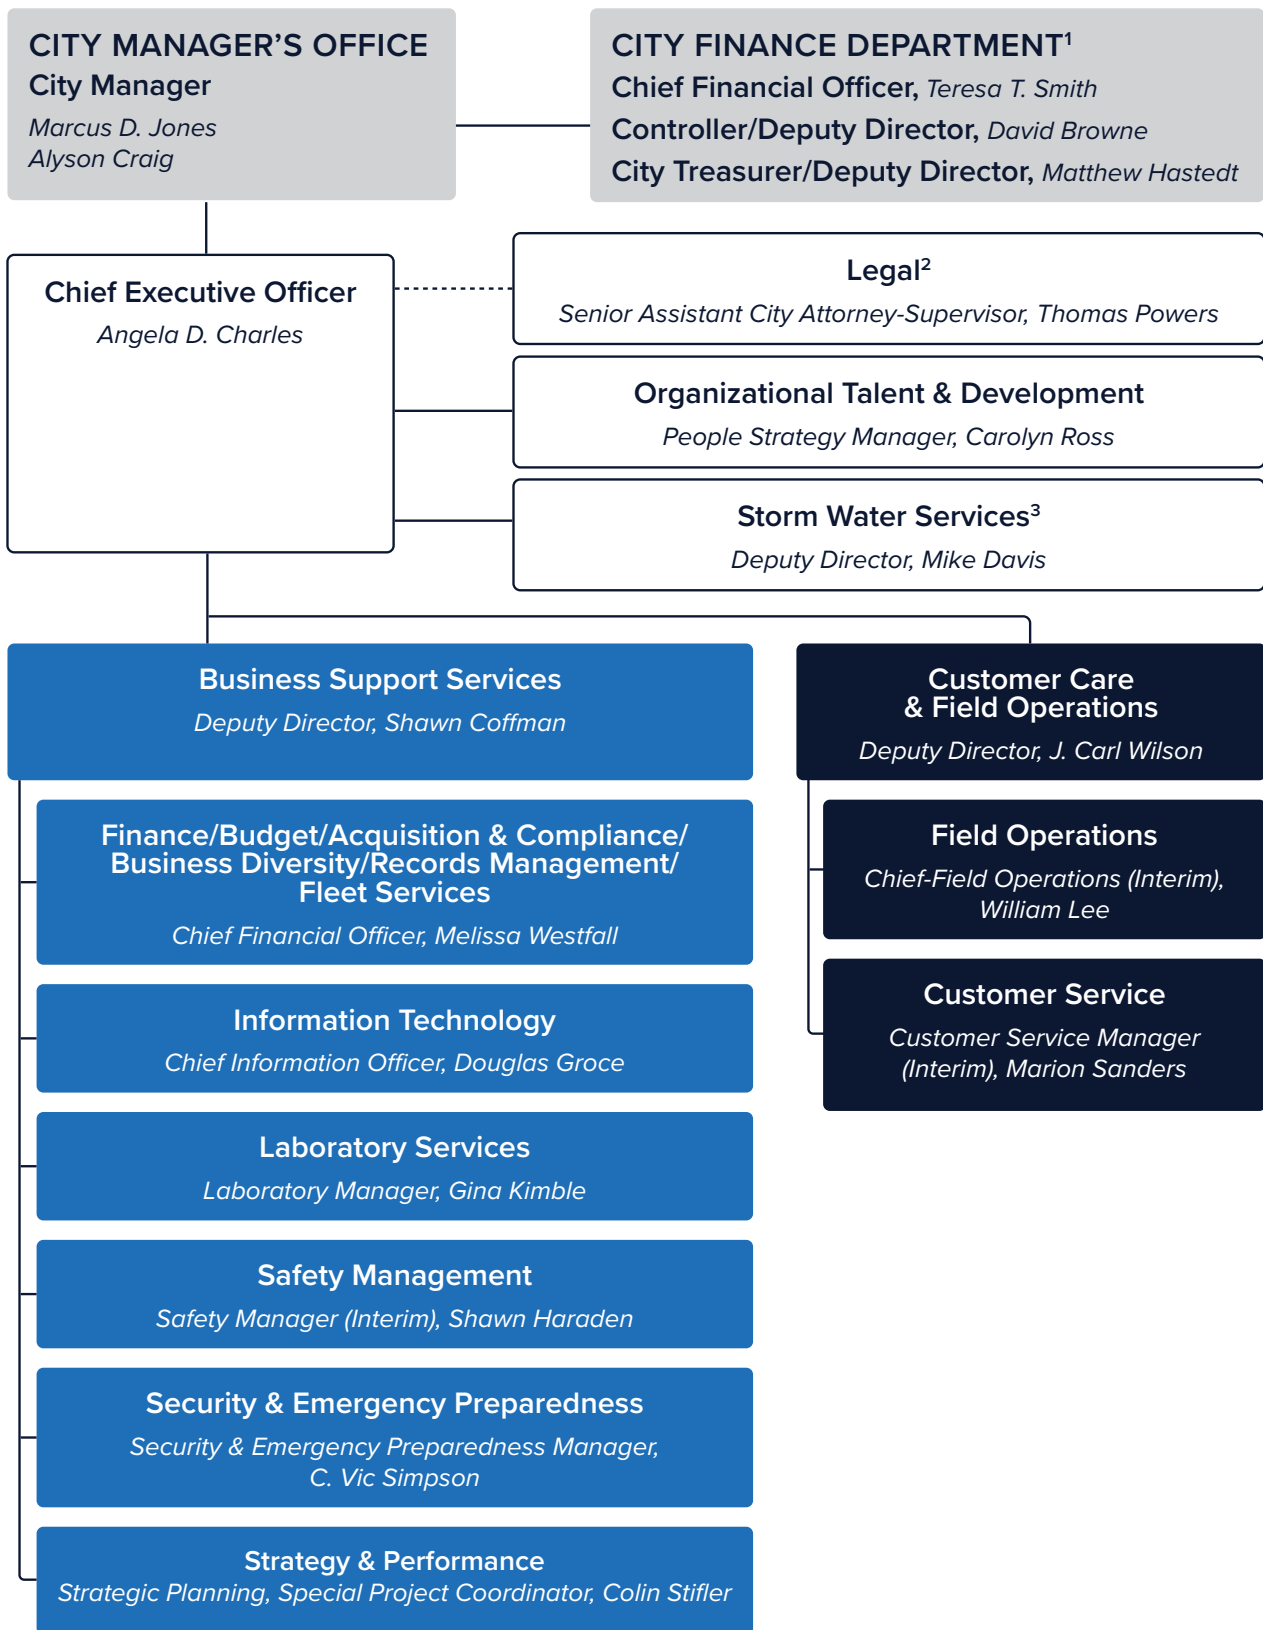 CITY MANAGER’S OFFICE
City Manager
Marcus D. Jones
Alyson Craig
CITY FINANCE DEPARTMENT¹
Chief Financial Officer, Teresa T. Smith
Controller/Deputy Director, David Browne
City Treasurer/Deputy Director, Matthew Hastedt
Chief Executive Officer
Angela D. Charles
Legal²
Senior Assistant City Attorney-Supervisor, Thomas Powers
Organizational Talent & Development
People Strategy Manager, Carolyn Ross
Storm Water Services³
Deputy Director, Mike Davis
Business Support Services
Deputy Director, Shawn Coffman
Finance/Budget/Acquisition & Compliance/
Business Diversity/Records Management/
Fleet Services
Chief Financial Officer, Melissa Westfall
Information Technology
Chief Information Officer, Douglas Groce
Laboratory Services
Laboratory Manager, Gina Kimble
Safety Management
Safety Manager (Interim), Shawn Haraden
Security & Emergency Preparedness
Security & Emergency Preparedness Manager,
C. Vic Simpson
Strategy & Performance
Strategic Planning, Special Project Coordinator, Colin Stifler
Customer Care
& Field Operations
Deputy Director, J. Carl Wilson
Field Operations
Chief-Field Operations (Interim),
William Lee
Customer Service
Customer Service Manager
(Interim), Marion Sanders